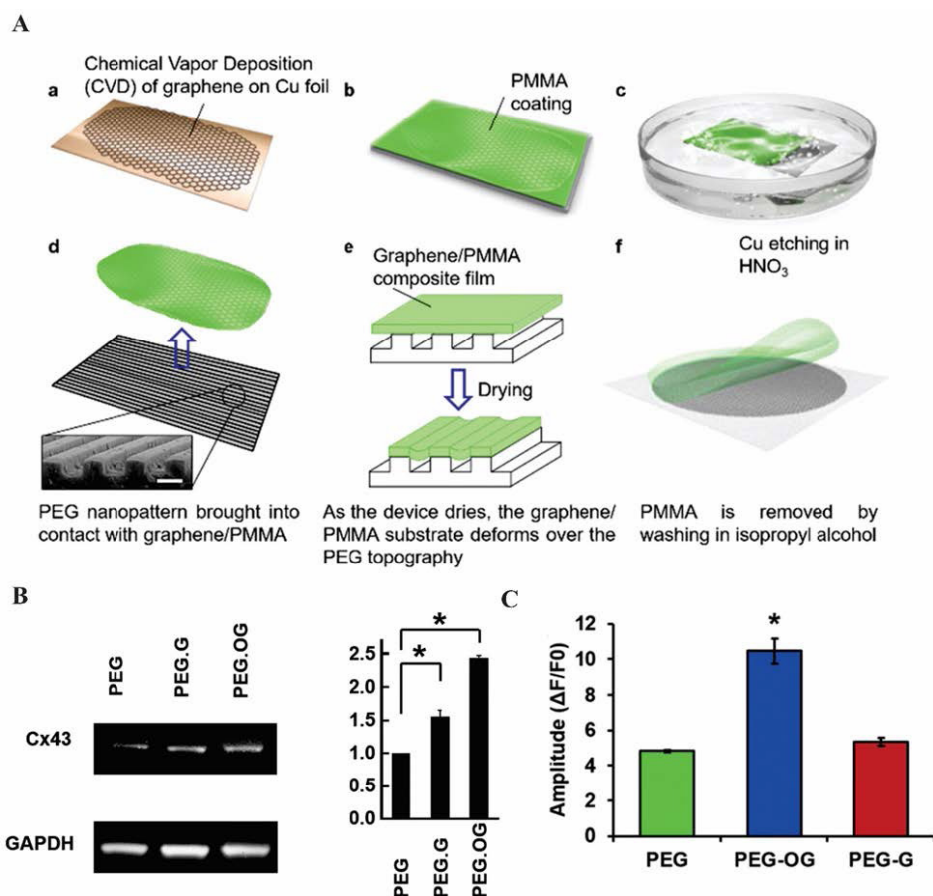 A
a
Chemical Vapor Deposition
(CVD) of graphene on Cu foil
b
PMMA
coating
c
d
e
Graphene/PMMA
composite film
Drying
Cu etching in
HNO₃
f
PEG nanopattern brought into
contact with graphene/PMMA
As the device dries, the graphene/
PMMA substrate deforms over the
PEG topography
PMMA is removed by
washing in isopropyl alcohol
B
PEG
PEG.G
PEG.OG
Cx43
GAPDH
*
*
2.5
2.0
1.5
1.0
0.5
0.0
PEG
PEG.G
PEG.OG
C
Amplitude (ΔF/F0)
12
10
8
6
4
2
0
*
PEG
PEG-OG
PEG-G